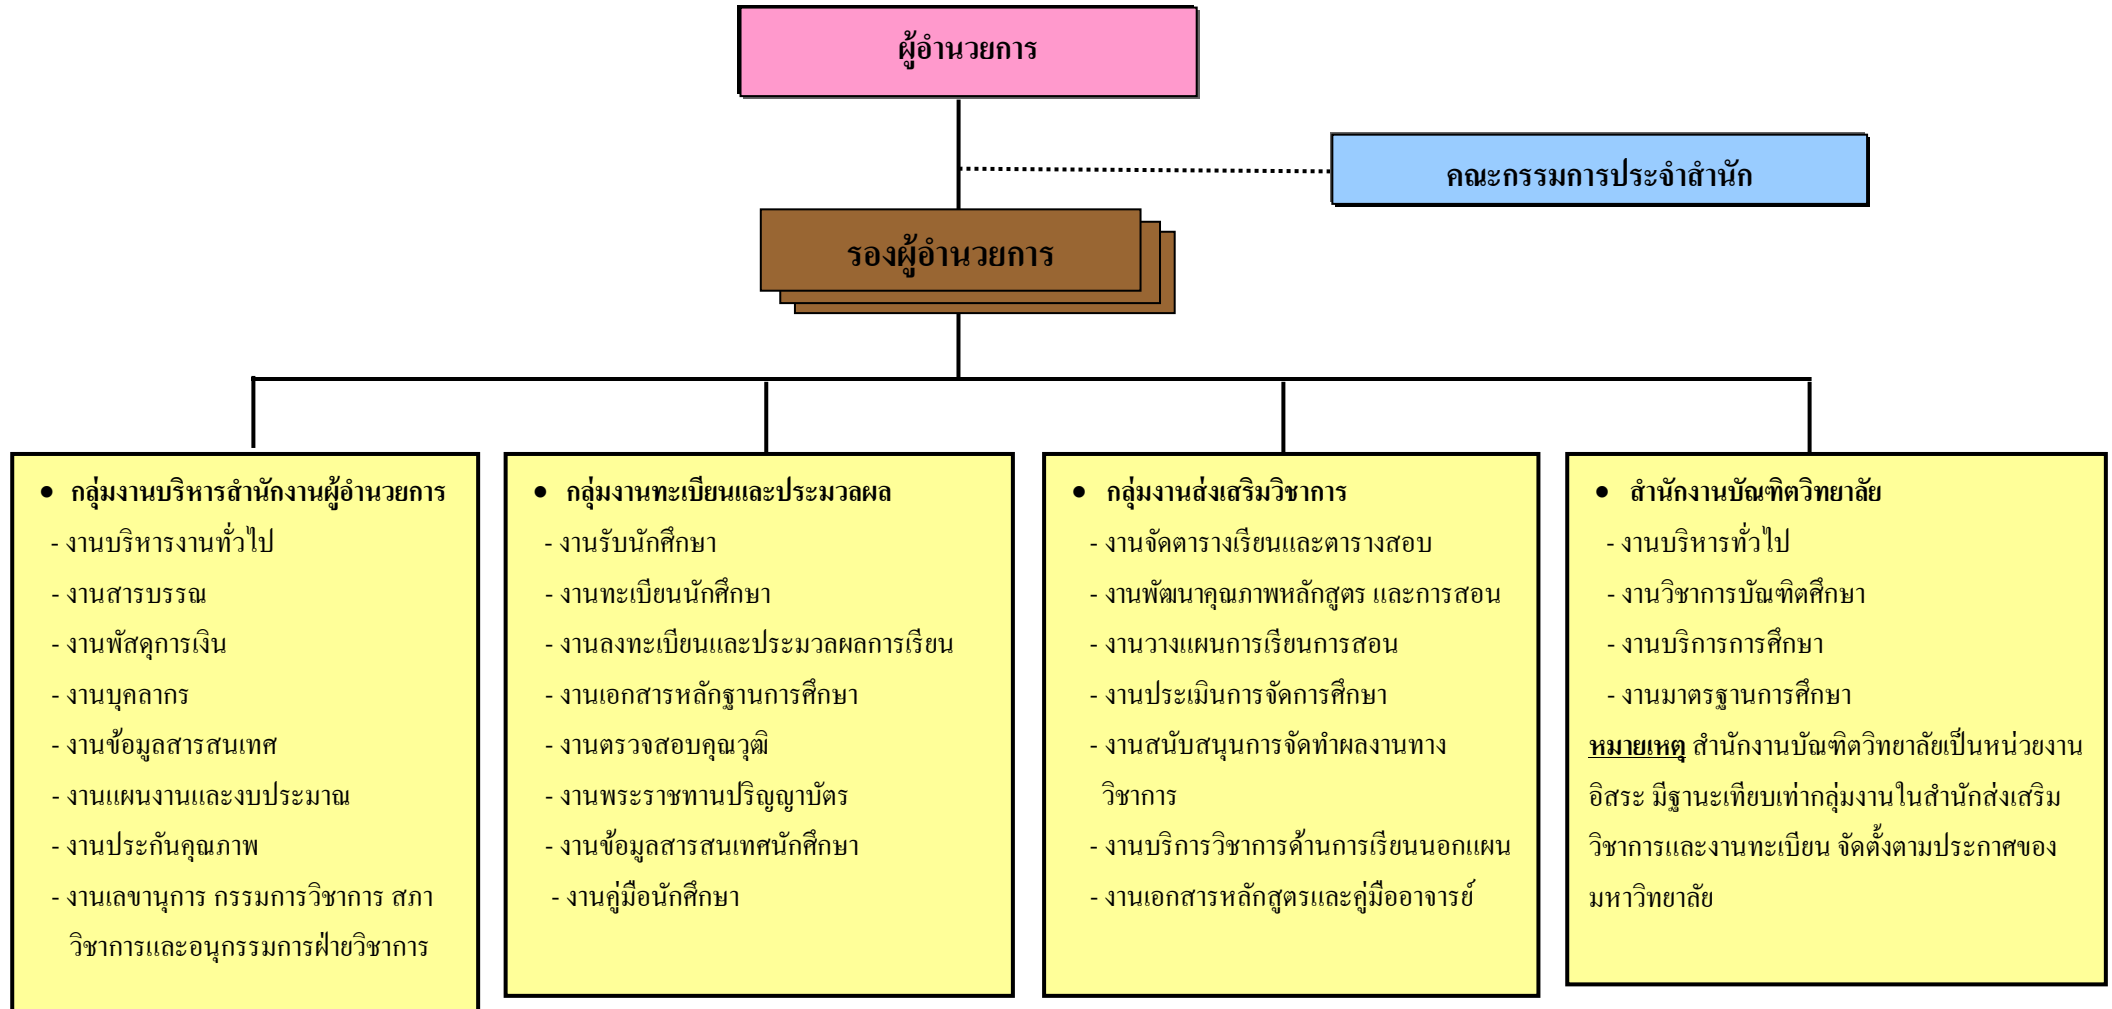 ผู้อำนวยการ
คณะกรรมการประจำสำนัก
รองผู้อำนวยการ
• กลุ่มงานบริหารสำนักงานผู้อำนวยการ
- งานบริหารงานทั่วไป
- งานสารบรรณ
- งานพัสดุการเงิน
- งานบุคลากร
- งานข้อมูลสารสนเทศ
- งานแผนงานและงบประมาณ
- งานประกันคุณภาพ
- งานเลขานุการ กรรมการวิชาการ สภา
วิชาการและอนุกรรมการฝ่ายวิชาการ
• กลุ่มงานทะเบียนและประมวลผล
- งานรับนักศึกษา
- งานทะเบียนนักศึกษา
- งานลงทะเบียนและประมวลผลการเรียน
- งานเอกสารหลักฐานการศึกษา
- งานตรวจสอบคุณวุฒิ
- งานพระราชทานปริญญาบัตร
- งานข้อมูลสารสนเทศนักศึกษา
- งานคู่มือนักศึกษา
• กลุ่มงานส่งเสริมวิชาการ
- งานจัดตารางเรียนและตารางสอบ
- งานพัฒนาคุณภาพหลักสูตร และการสอน
- งานวางแผนการเรียนการสอน
- งานประเมินการจัดการศึกษา
- งานสนับสนุนการจัดทำผลงานทาง
วิชาการ
- งานบริการวิชาการด้านการเรียนนอกแผน
- งานเอกสารหลักสูตรและคู่มืออาจารย์
• สำนักงานบัณฑิตวิทยาลัย
- งานบริหารทั่วไป
- งานวิชาการบัณฑิตศึกษา
- งานบริการการศึกษา
- งานมาตรฐานการศึกษา
หมายเหตุ สำนักงานบัณฑิตวิทยาลัยเป็นหน่วยงาน
อิสระ มีฐานะเทียบเท่ากลุ่มงานในสำนักส่งเสริม
วิชาการและงานทะเบียน จัดตั้งตามประกาศของ
มหาวิทยาลัย